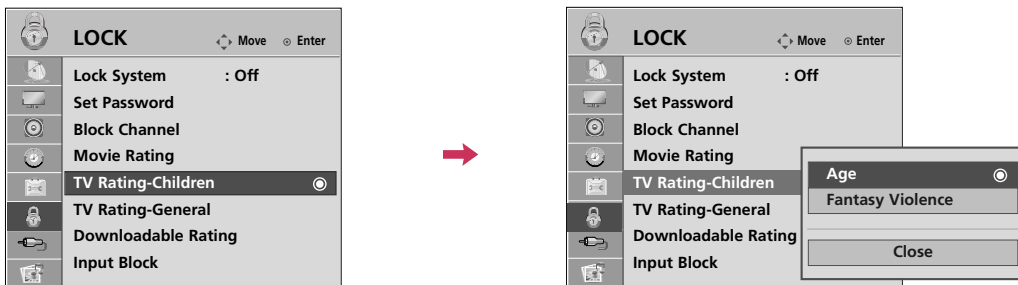 LOCK
Move Enter
Lock System : Off
Set Password
Block Channel
Movie Rating
TV Rating-Children
TV Rating-General
Downloadable Rating
Input Block
LOCK
Move Enter
Lock System : Off
Set Password
Block Channel
Movie Rating
TV Rating-Children
TV Rating-General
Downloadable Rating
Input Block
Age
Fantasy Violence
Close